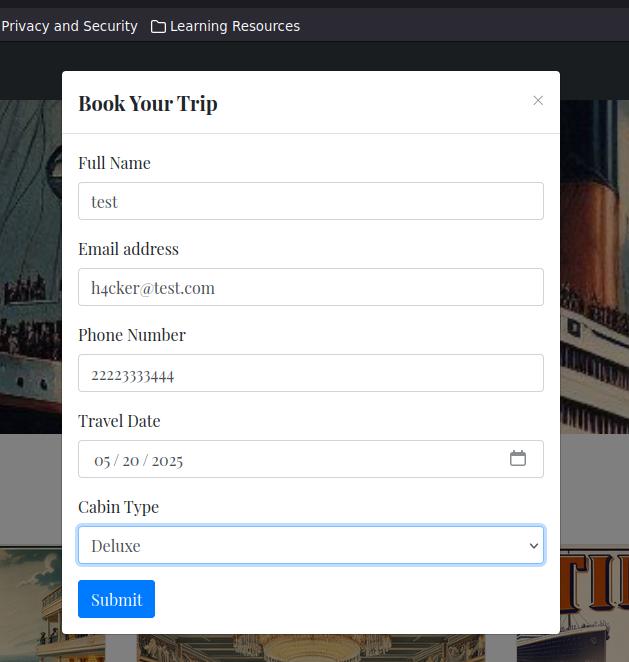 Privacy and Security Learning Resources
Book Your Trip
×
Full Name
test
Email address
h4cker@test.com
Phone Number
22223333444
Travel Date
05 / 20 / 2025
Cabin Type
Deluxe
Submit
TI